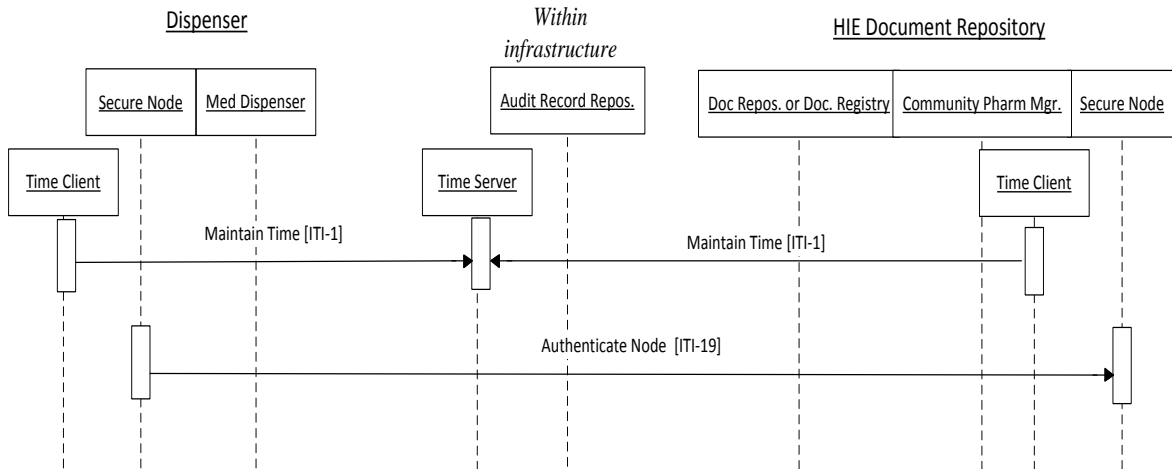 Dispenser
Within
infrastructure
HIE Document Repository
Secure Node
Med Dispenser
Audit Record Repos.
Doc Repos. or Doc. Registry
Community Pharm Mgr.
Secure Node
Time Client
Time Server
Time Client
Maintain Time [ITI-1]
Maintain Time [ITI-1]
Authenticate Node  [ITI-19]